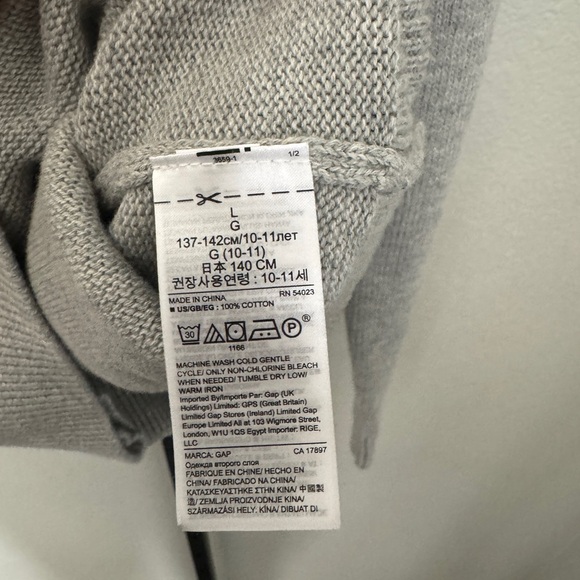 3659-1 1/2
L
G
137-142см/10-11лет
G (10-11)
日本 140 CM
권장사용연령 : 10-11세
MADE IN CHINA RN 54023
■ US/GB/EG : 100% COTTON
30 P
1166
MACHINE WASH COLD GENTLE
CYCLE/ ONLY NON-CHLORINE BLEACH
WHEN NEEDED/ TUMBLE DRY LOW/
WARM IRON
Imported By/Importe Par: Gap (UK
Holdings) Limited: GPS (Great Britain)
Limited Gap Stores (Ireland) Limited Gap
Europe Limited All at 103 Wigmore Street,
London, W1U 1QS Egypt Importer: RIGE,
LLC
MARCA: GAP CA 17897
Одежда второго слоя
FABRIQUE EN CHINE/ HECHO EN
CHINA/ FABRICADO NA CHINA/
ΚΑΤΑΣΚΕΥΑΣΤΗΚΕ ΣΤΗΝ ΚΙΝΑ/ 中國製
造/ ZEMLJA PROIZVODNJE KINA/
SZÁRMAZÁSI HELY. KÍNA/ DIBUAT DI